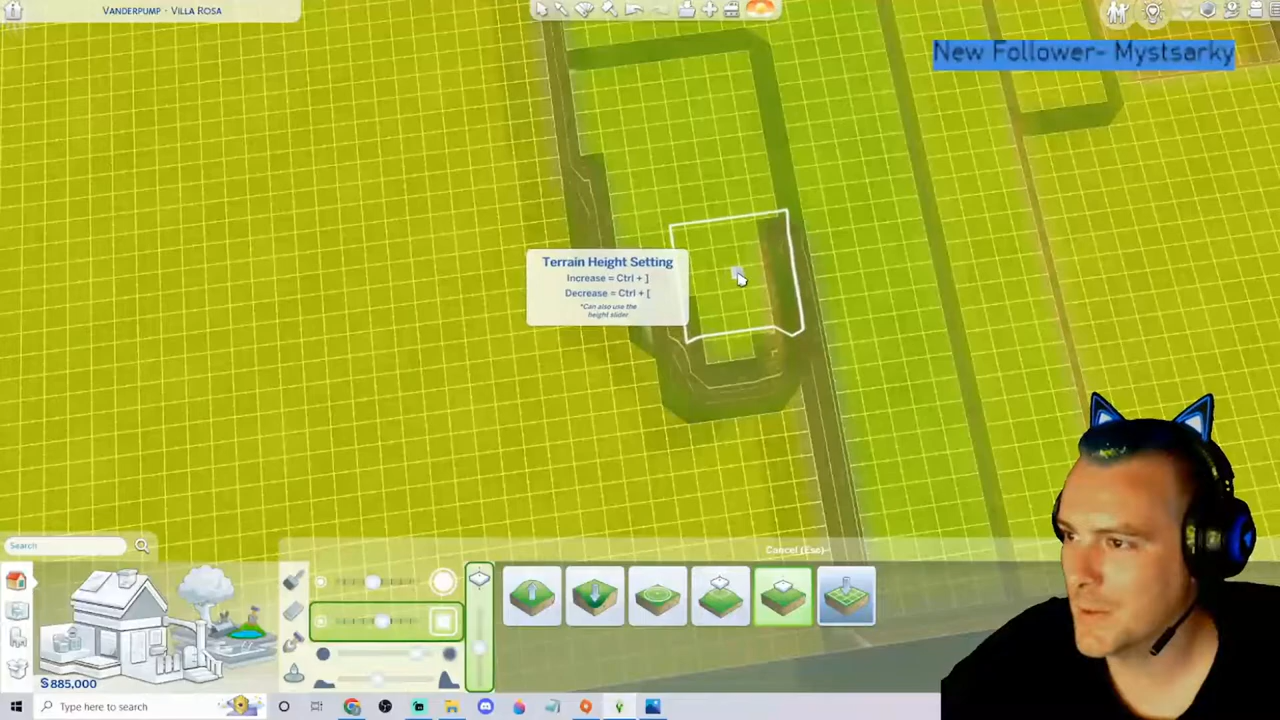 VANDERPUMP - VILLA ROSA
New Follower- Mystsarky
Terrain Height Setting
Increase = Ctrl + ]
Decrease = Ctrl + [
*Can also use the
height slider
Cancel (Esc)
Search
$885,000
Type here to search